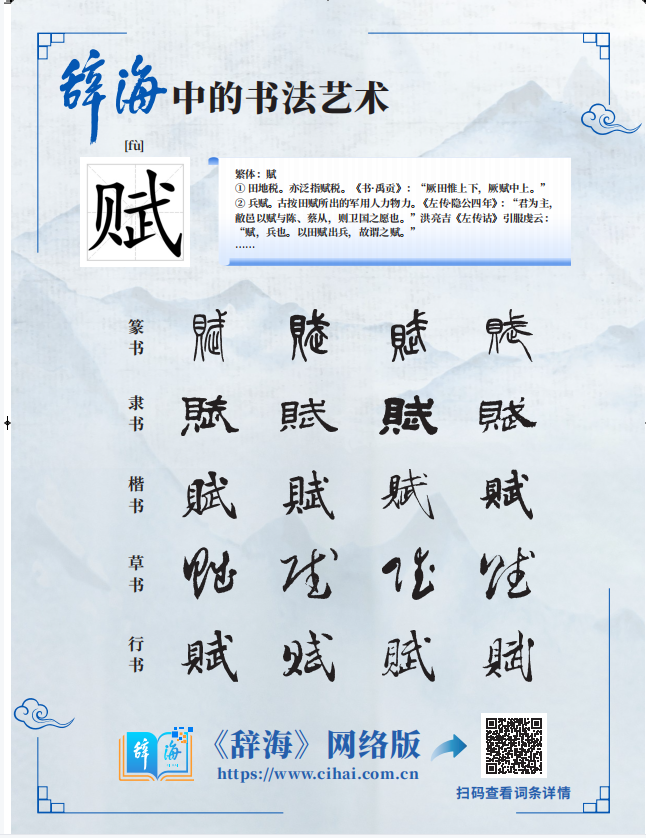 辞海中的书法艺术
[fù]
赋
繁体：賦
① 田地税。亦泛指赋税。《书·禹贡》：“厥田惟上下，厥赋中上。”
② 兵赋。古按田赋所出的军用人力物力。《左传·隐公四年》：“君为主，
敝邑以赋与陈、蔡从，则卫国之愿也。”洪亮吉《左传诂》引服虔云：
“赋，兵也。以田赋出兵，故谓之赋。”
……
篆书 賦 賦 賦 賦
隶书 賦 賦 賦 賦
楷书 賦 賦 賦 賦
草书 賦 賦 賦 賦
行书 賦 賦 賦 賦
辞海
《辞海》网络版
https://www.cihai.com.cn
扫码查看词条详情